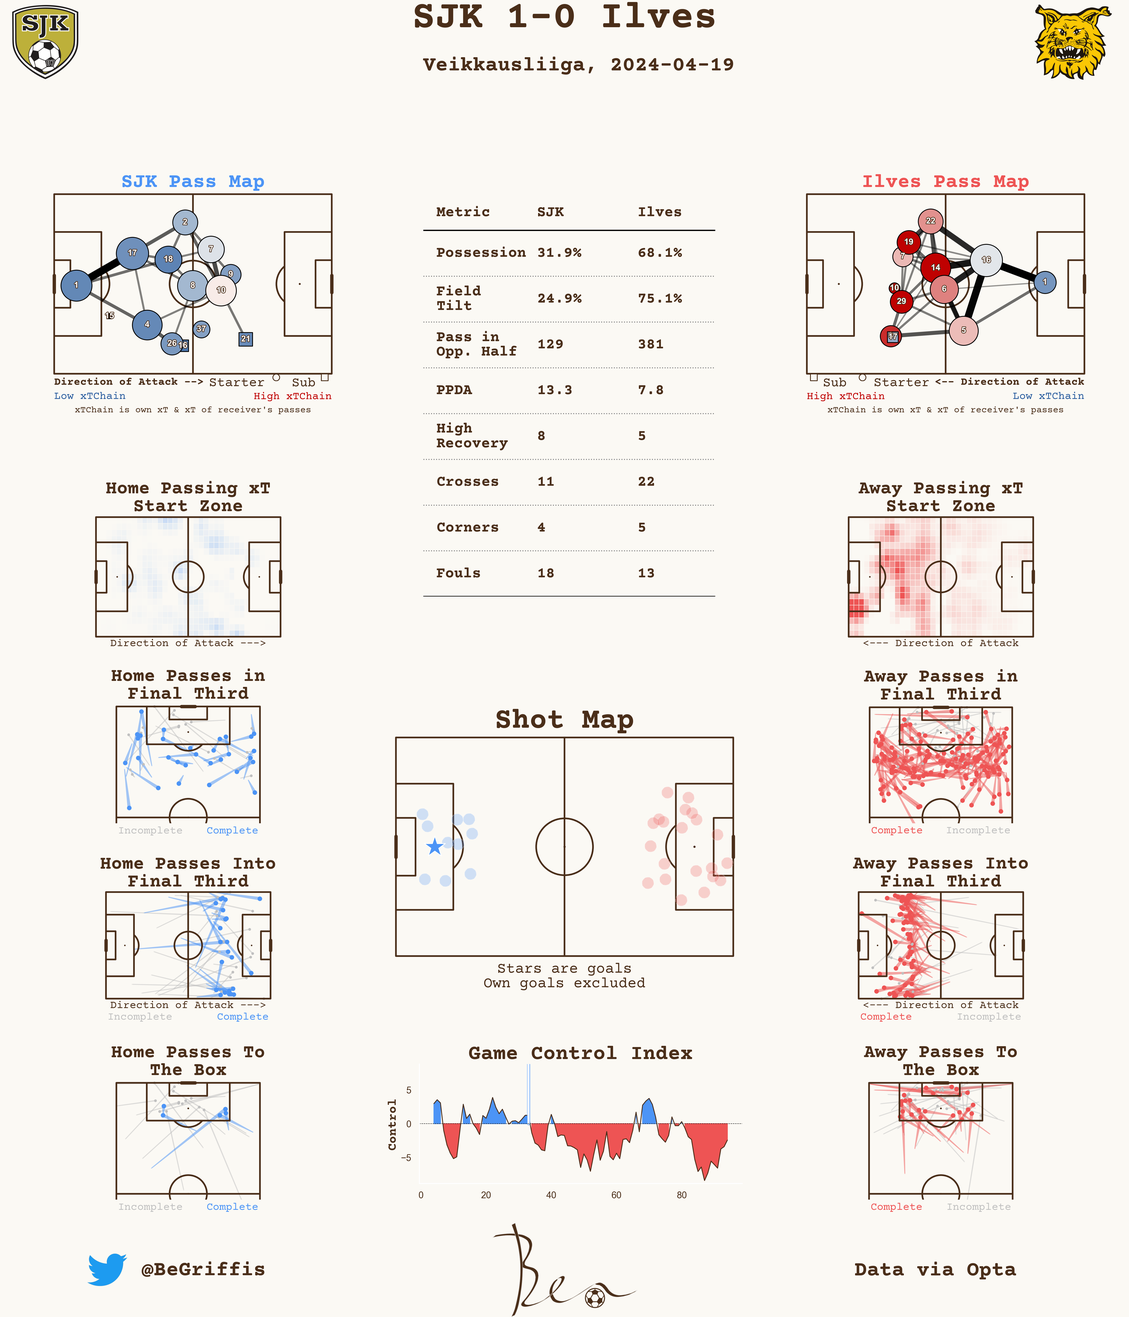 SJK 1-0 Ilves
SJK
Veikkausliiga, 2024-04-19
SJK Pass Map
2
17
7
18
9
1
8
10
15
4
37
26
16
21
Direction of Attack --> Starter Sub
Low xTChain High xTChain
xTChain is own xT & xT of receiver's passes
Metric SJK Ilves
Possession 31.9% 68.1%
Field
Tilt 24.9% 75.1%
Pass in
Opp. Half 129 381
PPDA 13.3 7.8
High
Recovery 8 5
Crosses 11 22
Corners 4 5
Fouls 18 13
Ilves Pass Map
22
19
7
16
14
1
10
6
29
5
Sub Starter <-- Direction of Attack
High xTChain Low xTChain
xTChain is own xT & xT of receiver's passes
Home Passing xT
Start Zone
Direction of Attack --->
Away Passing xT
Start Zone
<--- Direction of Attack
Home Passes in
Final Third
Incomplete Complete
Away Passes in
Final Third
Complete Incomplete
Shot Map
Stars are goals
Own goals excluded
Home Passes Into
Final Third
Direction of Attack --->
Incomplete Complete
Away Passes Into
Final Third
<--- Direction of Attack
Complete Incomplete
Home Passes To
The Box
Incomplete Complete
Game Control Index
Control
5
0
−5
0 20 40 60 80
Away Passes To
The Box
Complete Incomplete
@BeGriffis
Ben
Data via Opta